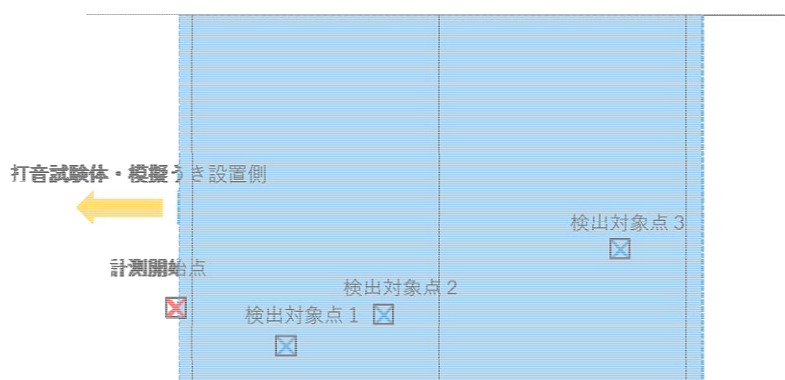 打音試験体・模擬うき設置側
検出対象点３
計測開始点
検出対象点２
検出対象点１